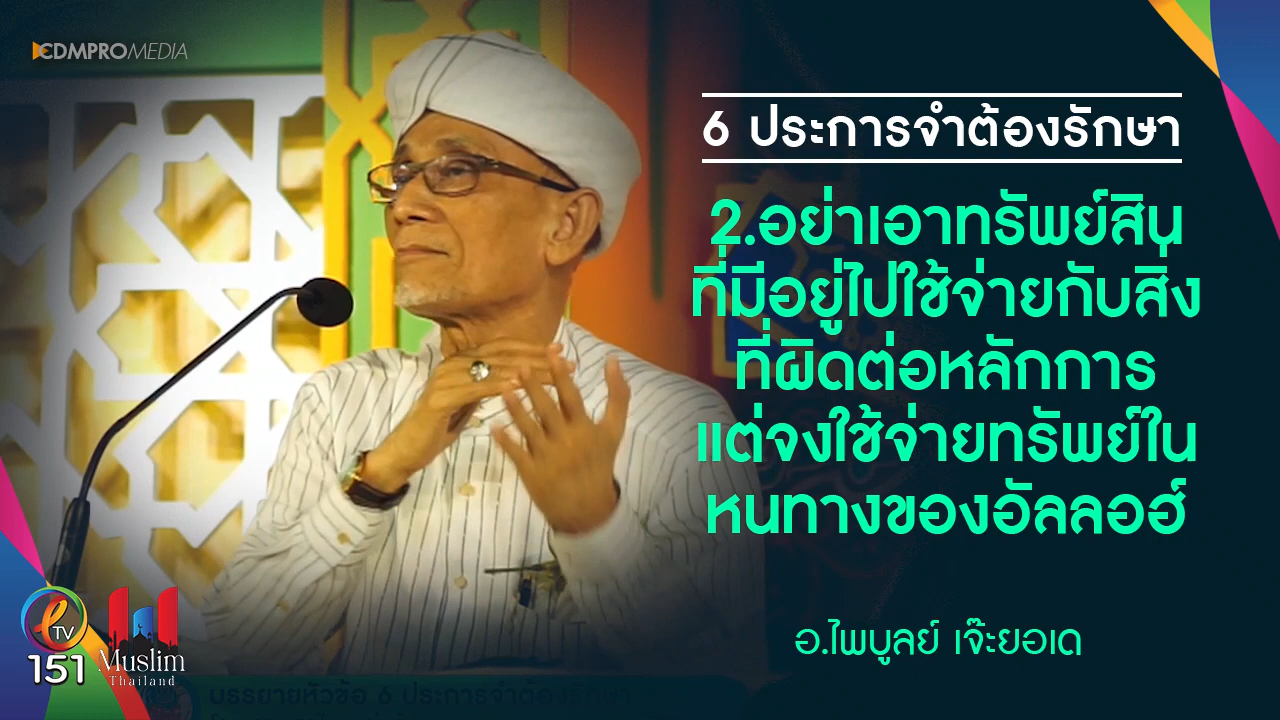 CDMPROMEDIA
6 ประการจำต้องรักษา
2.อย่าเอาทรัพย์สิน
ที่มีอยู่ไปใช้จ่ายกับสิ่ง
ที่ผิดต่อหลักการ
แต่จงใช้จ่ายทรัพย์ใน
หนทางของอัลลอฮ์
อ.ไพบูลย์ เจ๊ะยอเด
TV
151
Muslim
Thailand
บรรยายหัวข้อ 6 ประการจำต้องรักษา